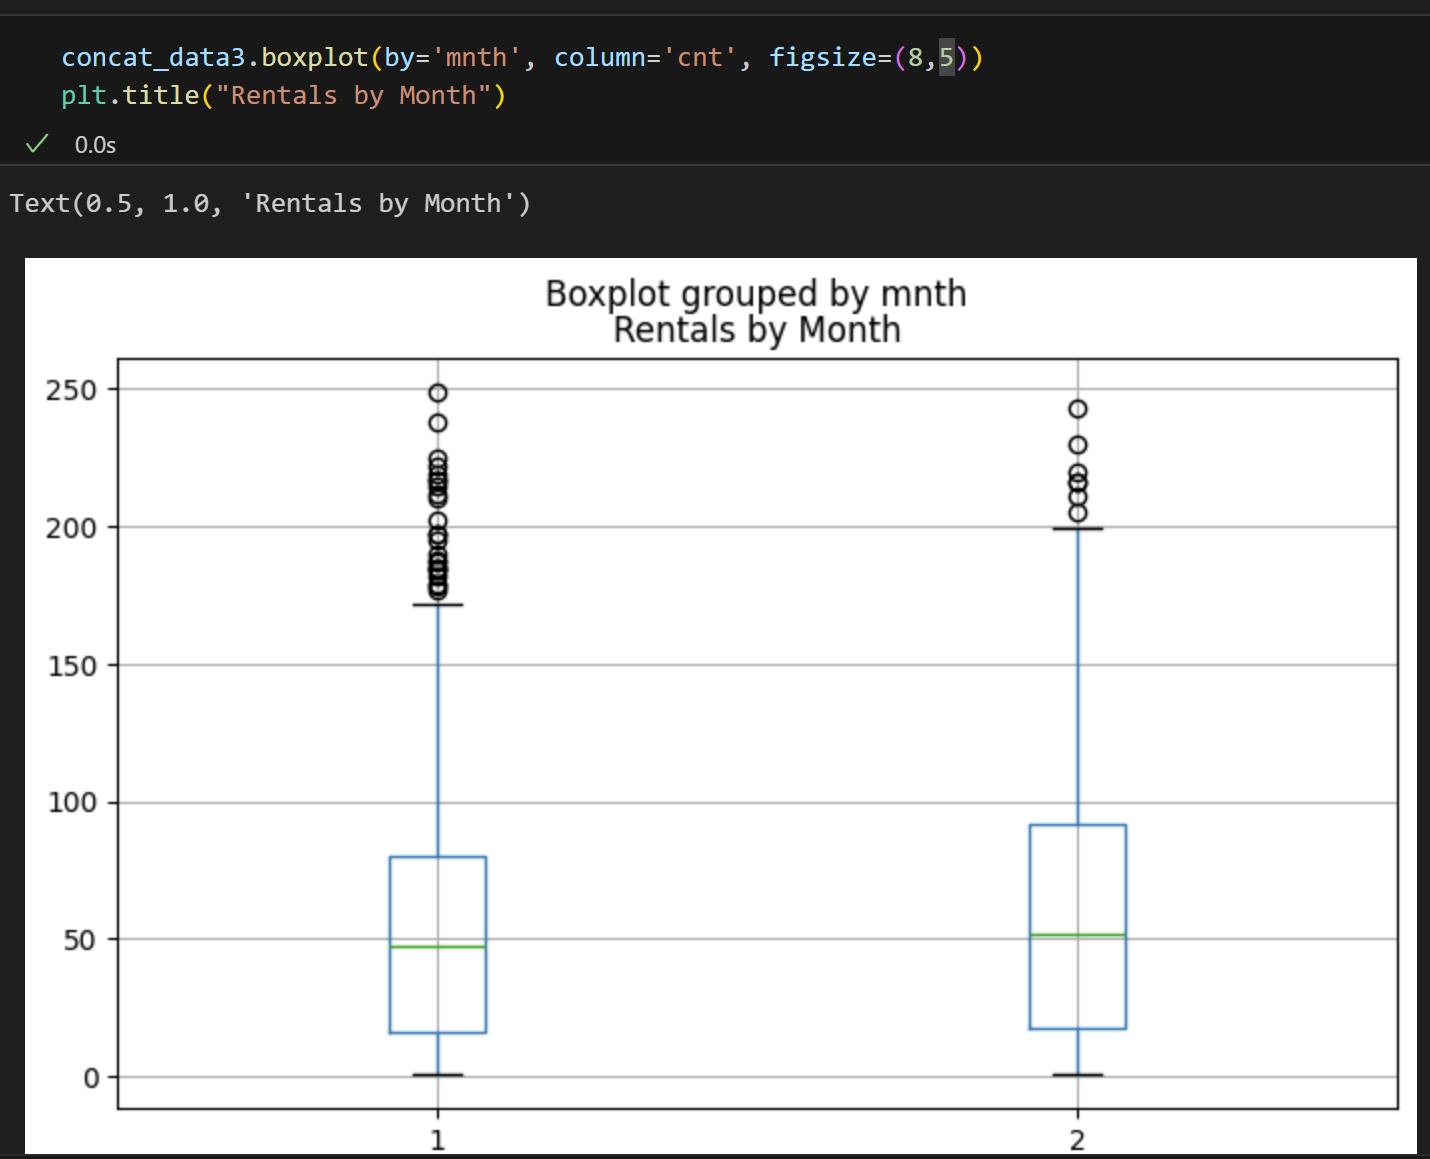 concat_data3.boxplot(by='mnth', column='cnt', figsize=(8,5))
plt.title("Rentals by Month")
0.0s
Text(0.5, 1.0, 'Rentals by Month')
Boxplot grouped by mnth
Rentals by Month
250
200
150
100
50
0
1 2